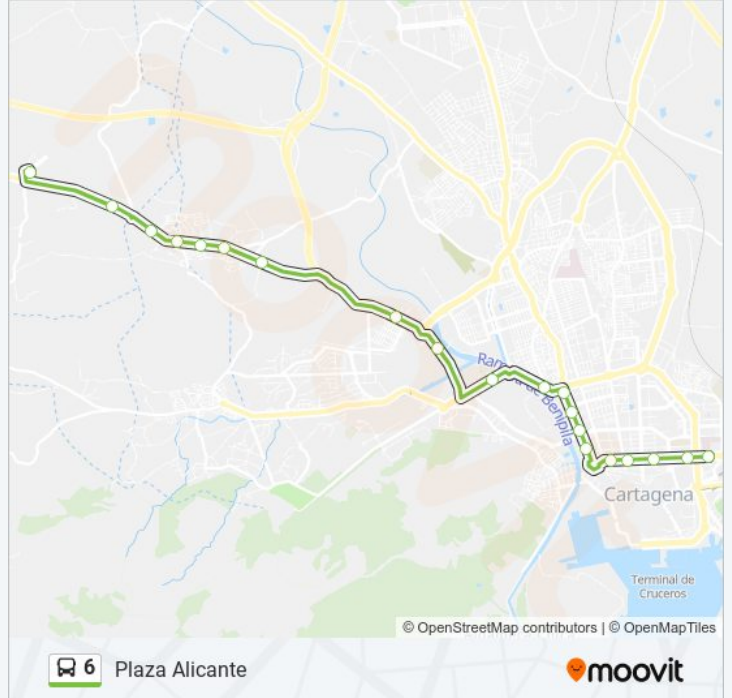 Rambla de Benipila
Cartagena
Terminal de
Cruceros
© OpenStreetMap contributors | © OpenMapTiles
6 Plaza Alicante
moovit